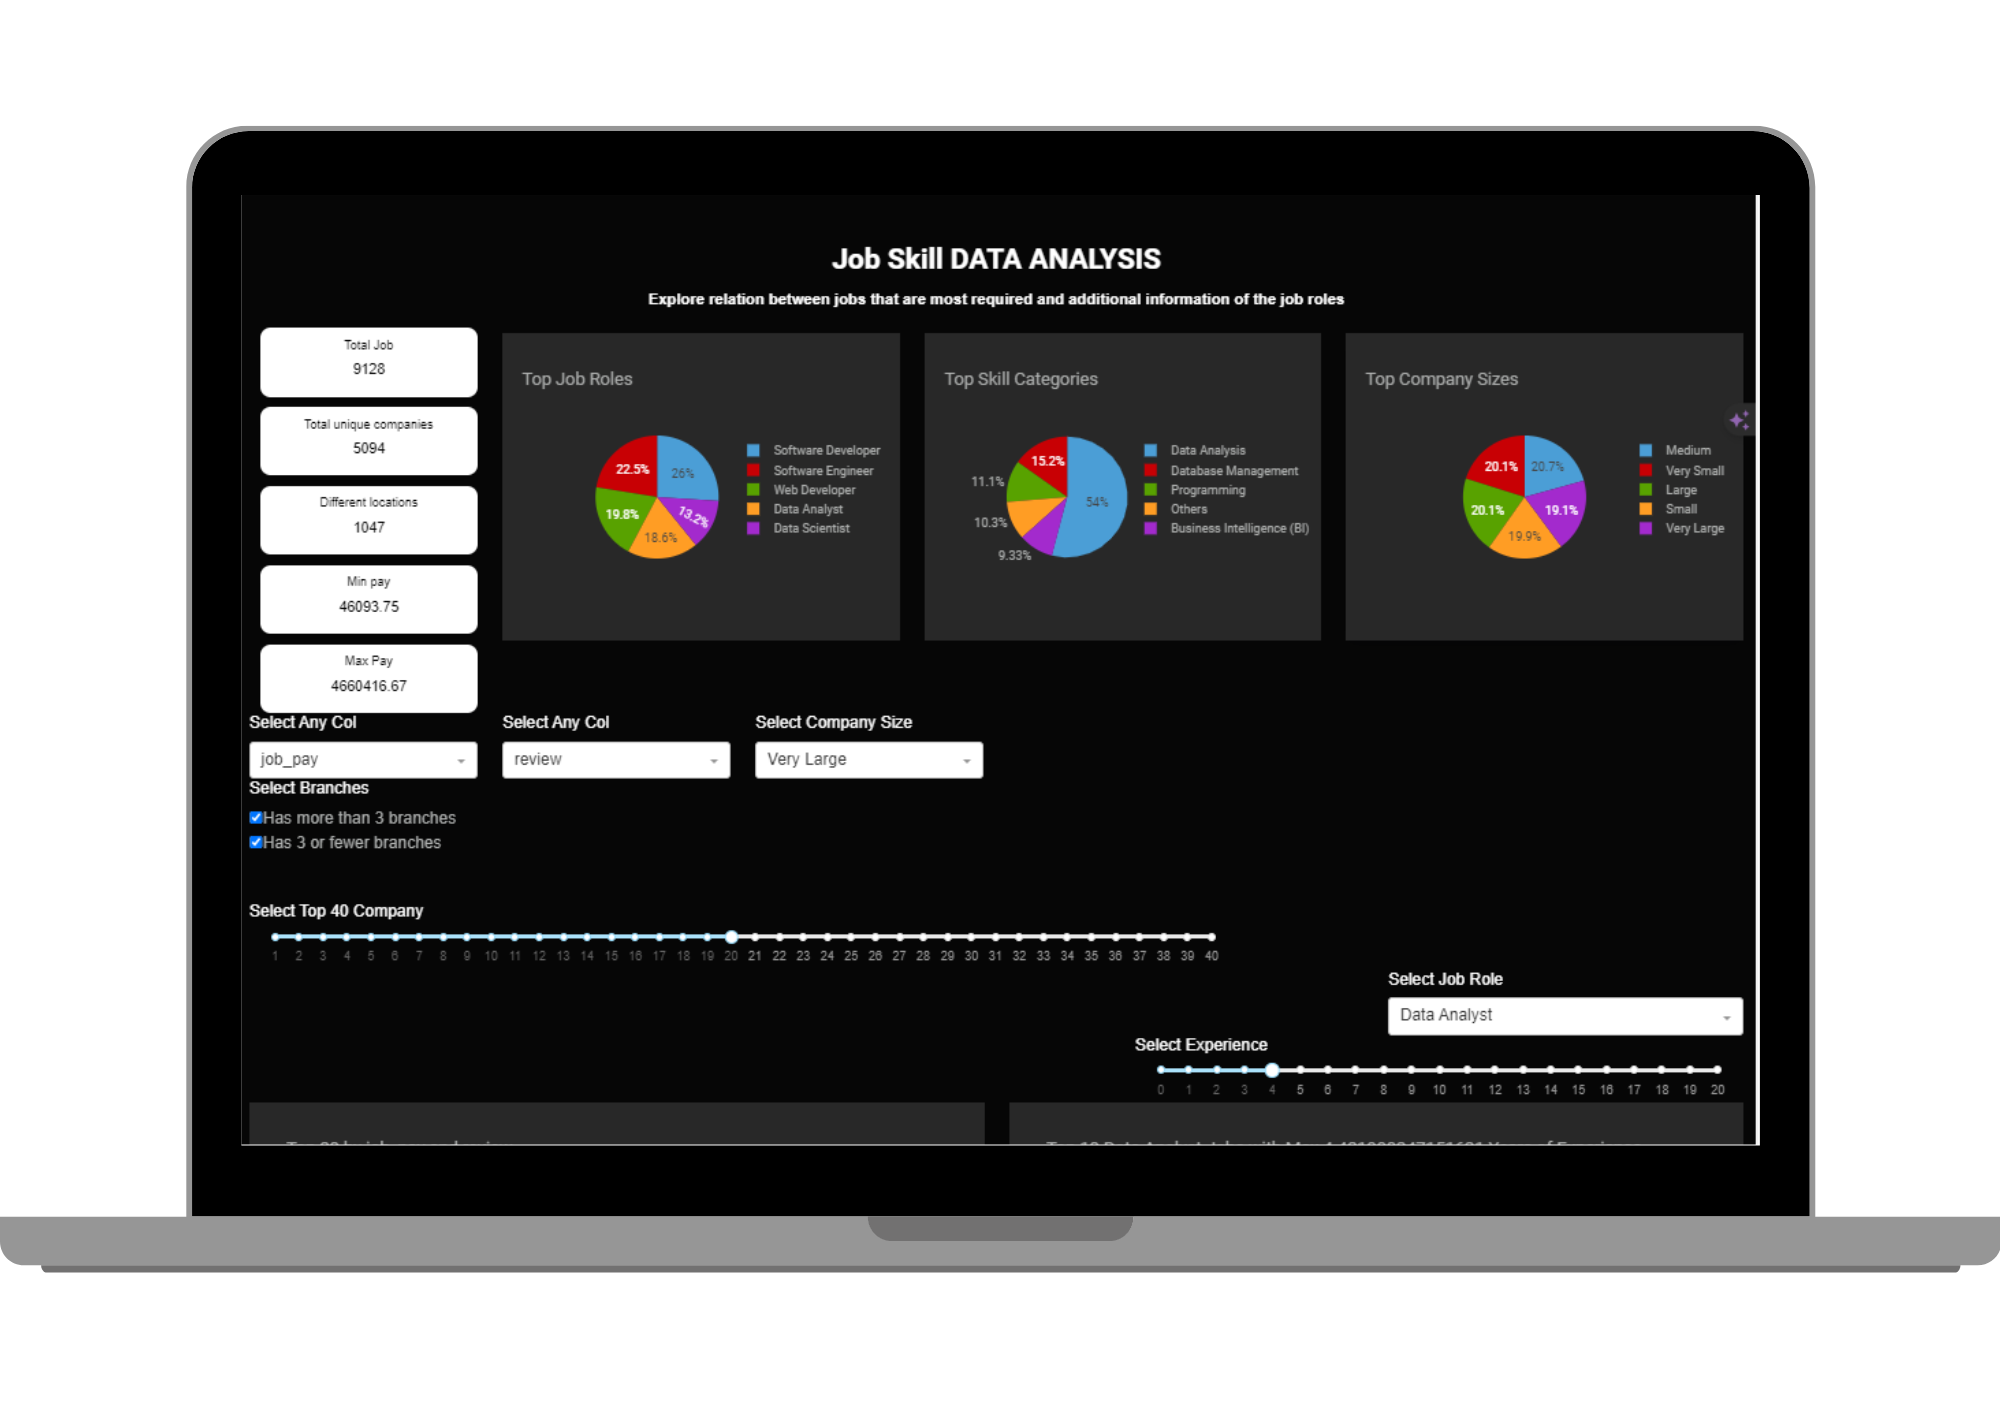 Job Skill DATA ANALYSIS
Explore relation between jobs that are most required and additional information of the job roles
Total Job
9128
Total unique companies
5094
Different locations
1047
Min pay
46093.75
Max Pay
4660416.67
Top Job Roles
22.5%
26%
19.8%
13.2%
18.6%
Software Developer
Software Engineer
Web Developer
Data Analyst
Data Scientist
Top Skill Categories
15.2%
11.1%
54%
10.3%
9.33%
Data Analysis
Database Management
Programming
Others
Business Intelligence (BI)
Top Company Sizes
20.1%
20.7%
20.1%
19.1%
19.9%
Medium
Very Small
Large
Small
Very Large
Select Any Col
job_pay
Select Any Col
review
Select Company Size
Very Large
Select Branches
Has more than 3 branches
Has 3 or fewer branches
Select Top 40 Company
1 2 3 4 5 6 7 8 9 10 11 12 13 14 15 16 17 18 19 20 21 22 23 24 25 26 27 28 29 30 31 32 33 34 35 36 37 38 39 40
Select Job Role
Data Analyst
Select Experience
0 1 2 3 4 5 6 7 8 9 10 11 12 13 14 15 16 17 18 19 20